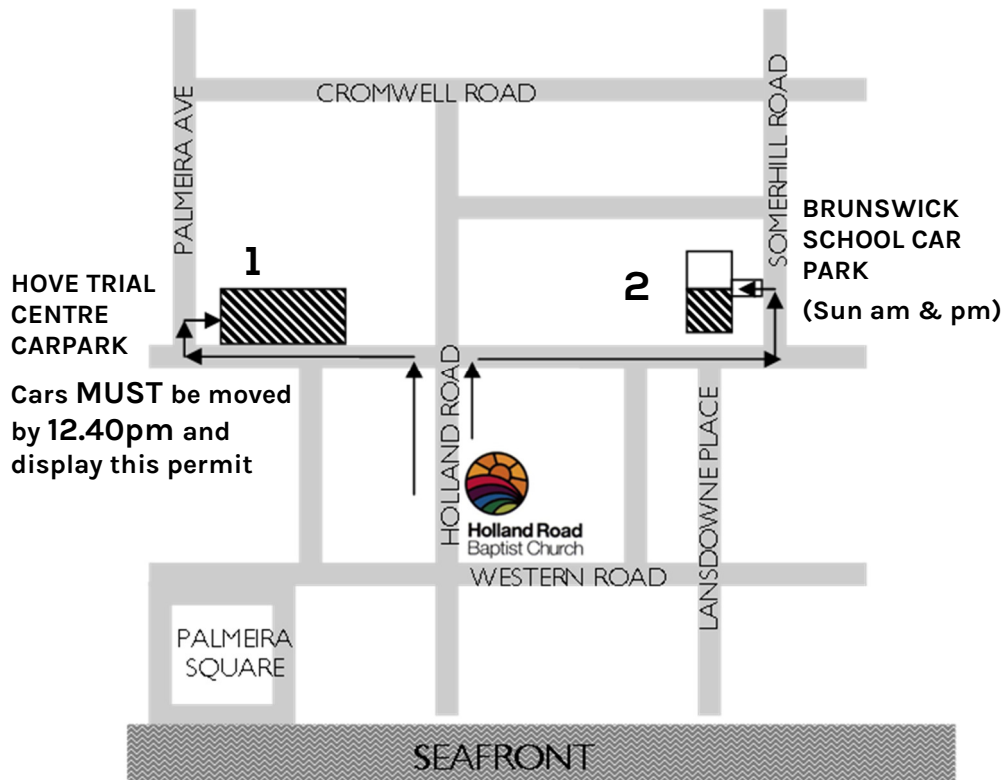 CROMWELL ROAD
PALMEIRA AVE
SOMERHILL ROAD
BRUNSWICK
SCHOOL CAR
PARK
(Sun am & pm)
1
2
HOVE TRIAL
CENTRE
CARPARK
Cars MUST be moved
by 12.40pm and
display this permit
HOLLAND ROAD
LANSDOWNE PLACE
Holland Road
Baptist Church
WESTERN ROAD
PALMEIRA
SQUARE
SEAFRONT